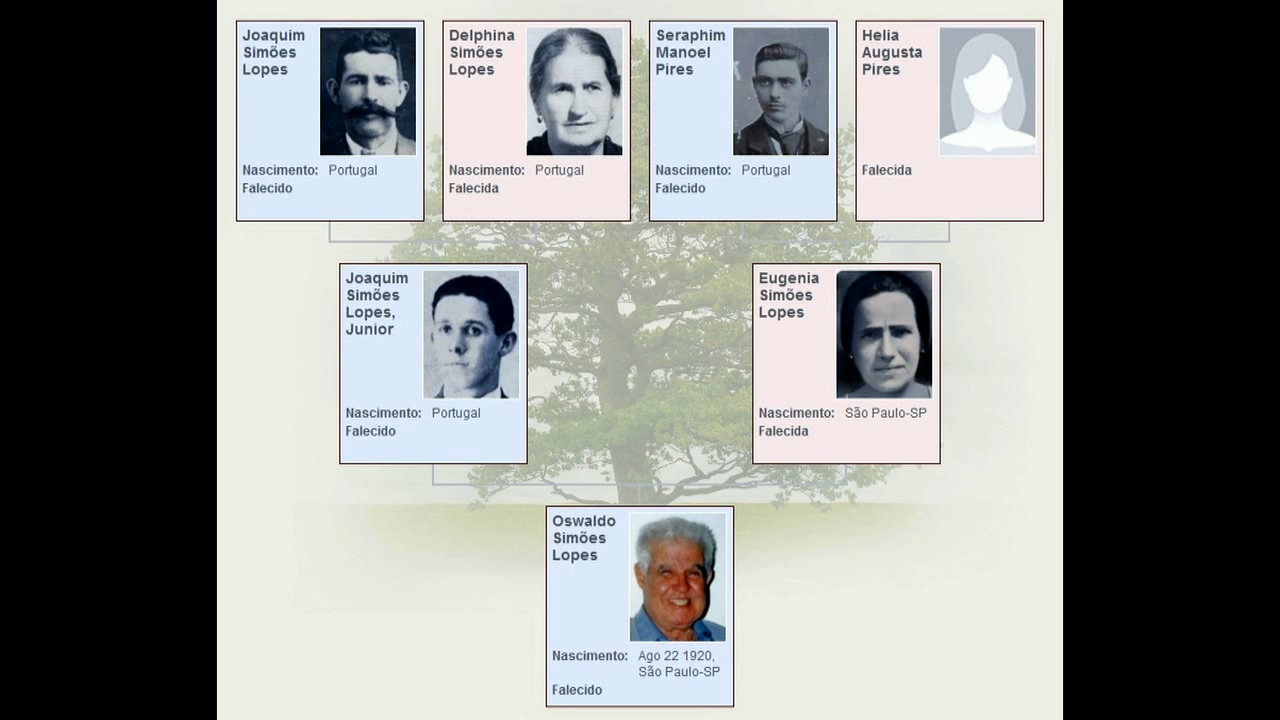 Joaquim
Simões
Lopes
Nascimento: Portugal
Falecido
Delphina
Simões
Lopes
Nascimento: Portugal
Falecida
Seraphim
Manoel
Pires
Nascimento: Portugal
Falecido
Helia
Augusta
Pires
Falecida
Joaquim
Simões
Lopes,
Junior
Nascimento: Portugal
Falecido
Eugenia
Simões
Lopes
Nascimento: São Paulo-SP
Falecida
Oswaldo
Simões
Lopes
Nascimento: Ago 22 1920,
São Paulo-SP
Falecido